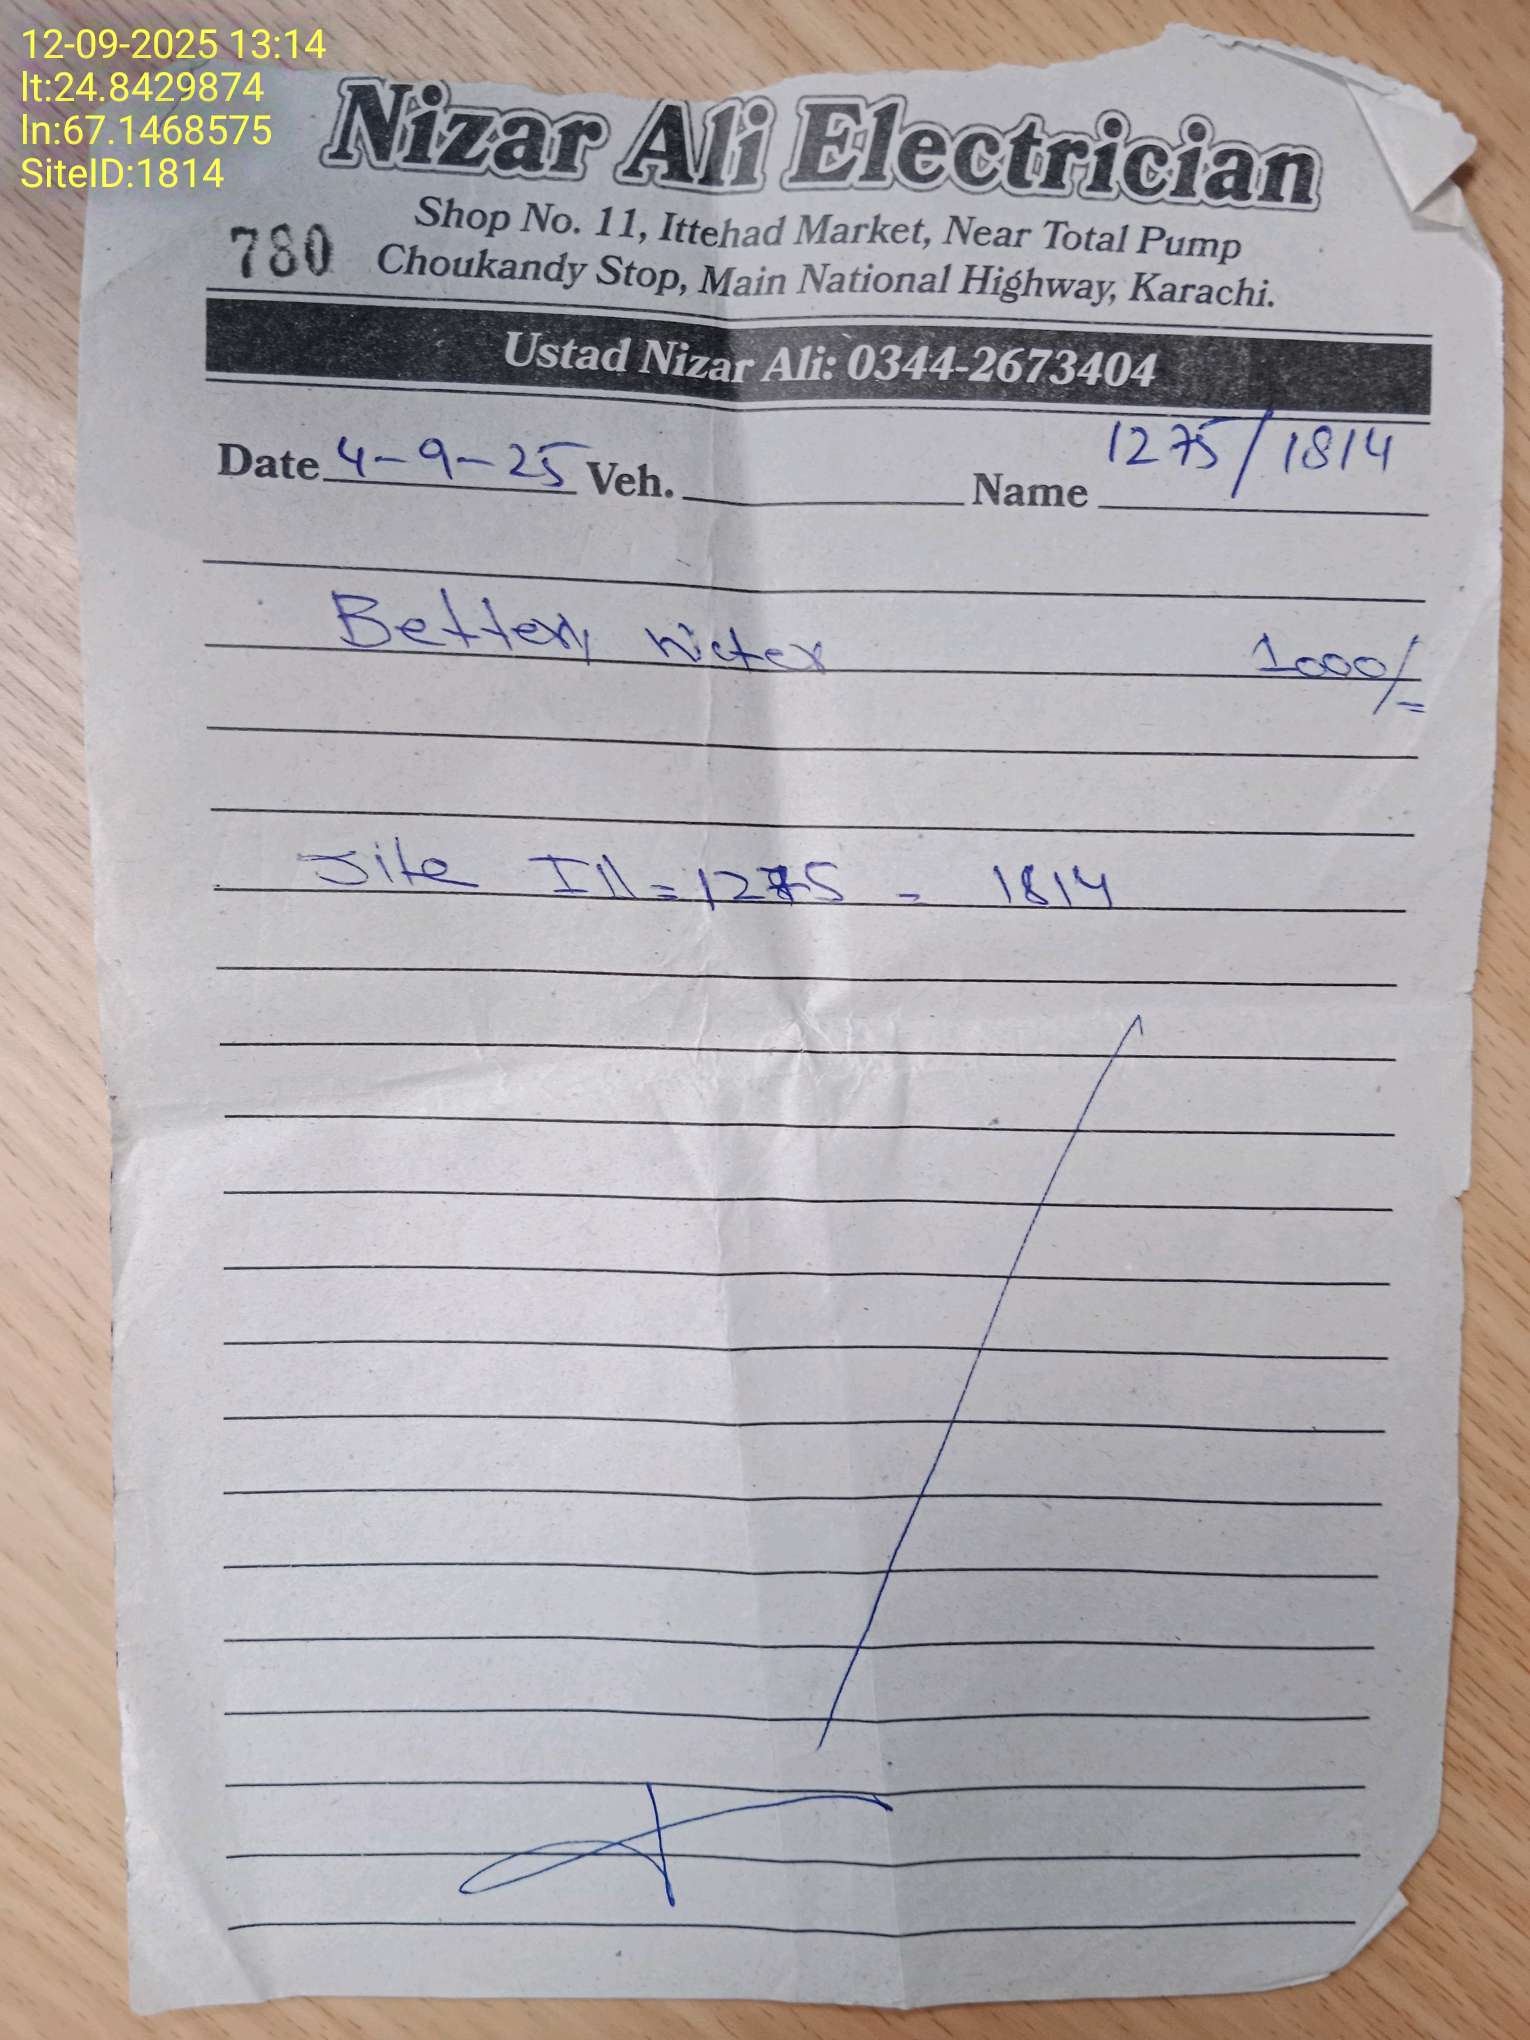 12-09-2025 13:14
lt:24.8429874
ln:67.1468575
SiteID:1814
Nizar Ali Electrician
Shop No. 11, Ittehad Market, Near Total Pump
780 Choukandy Stop, Main National Highway, Karachi.
Ustad Nizar Ali: 0344-2673404
Date 4-9-25 Veh. Name 1275/1814
Bettery 1000/=
Site ID=1275 - 1814